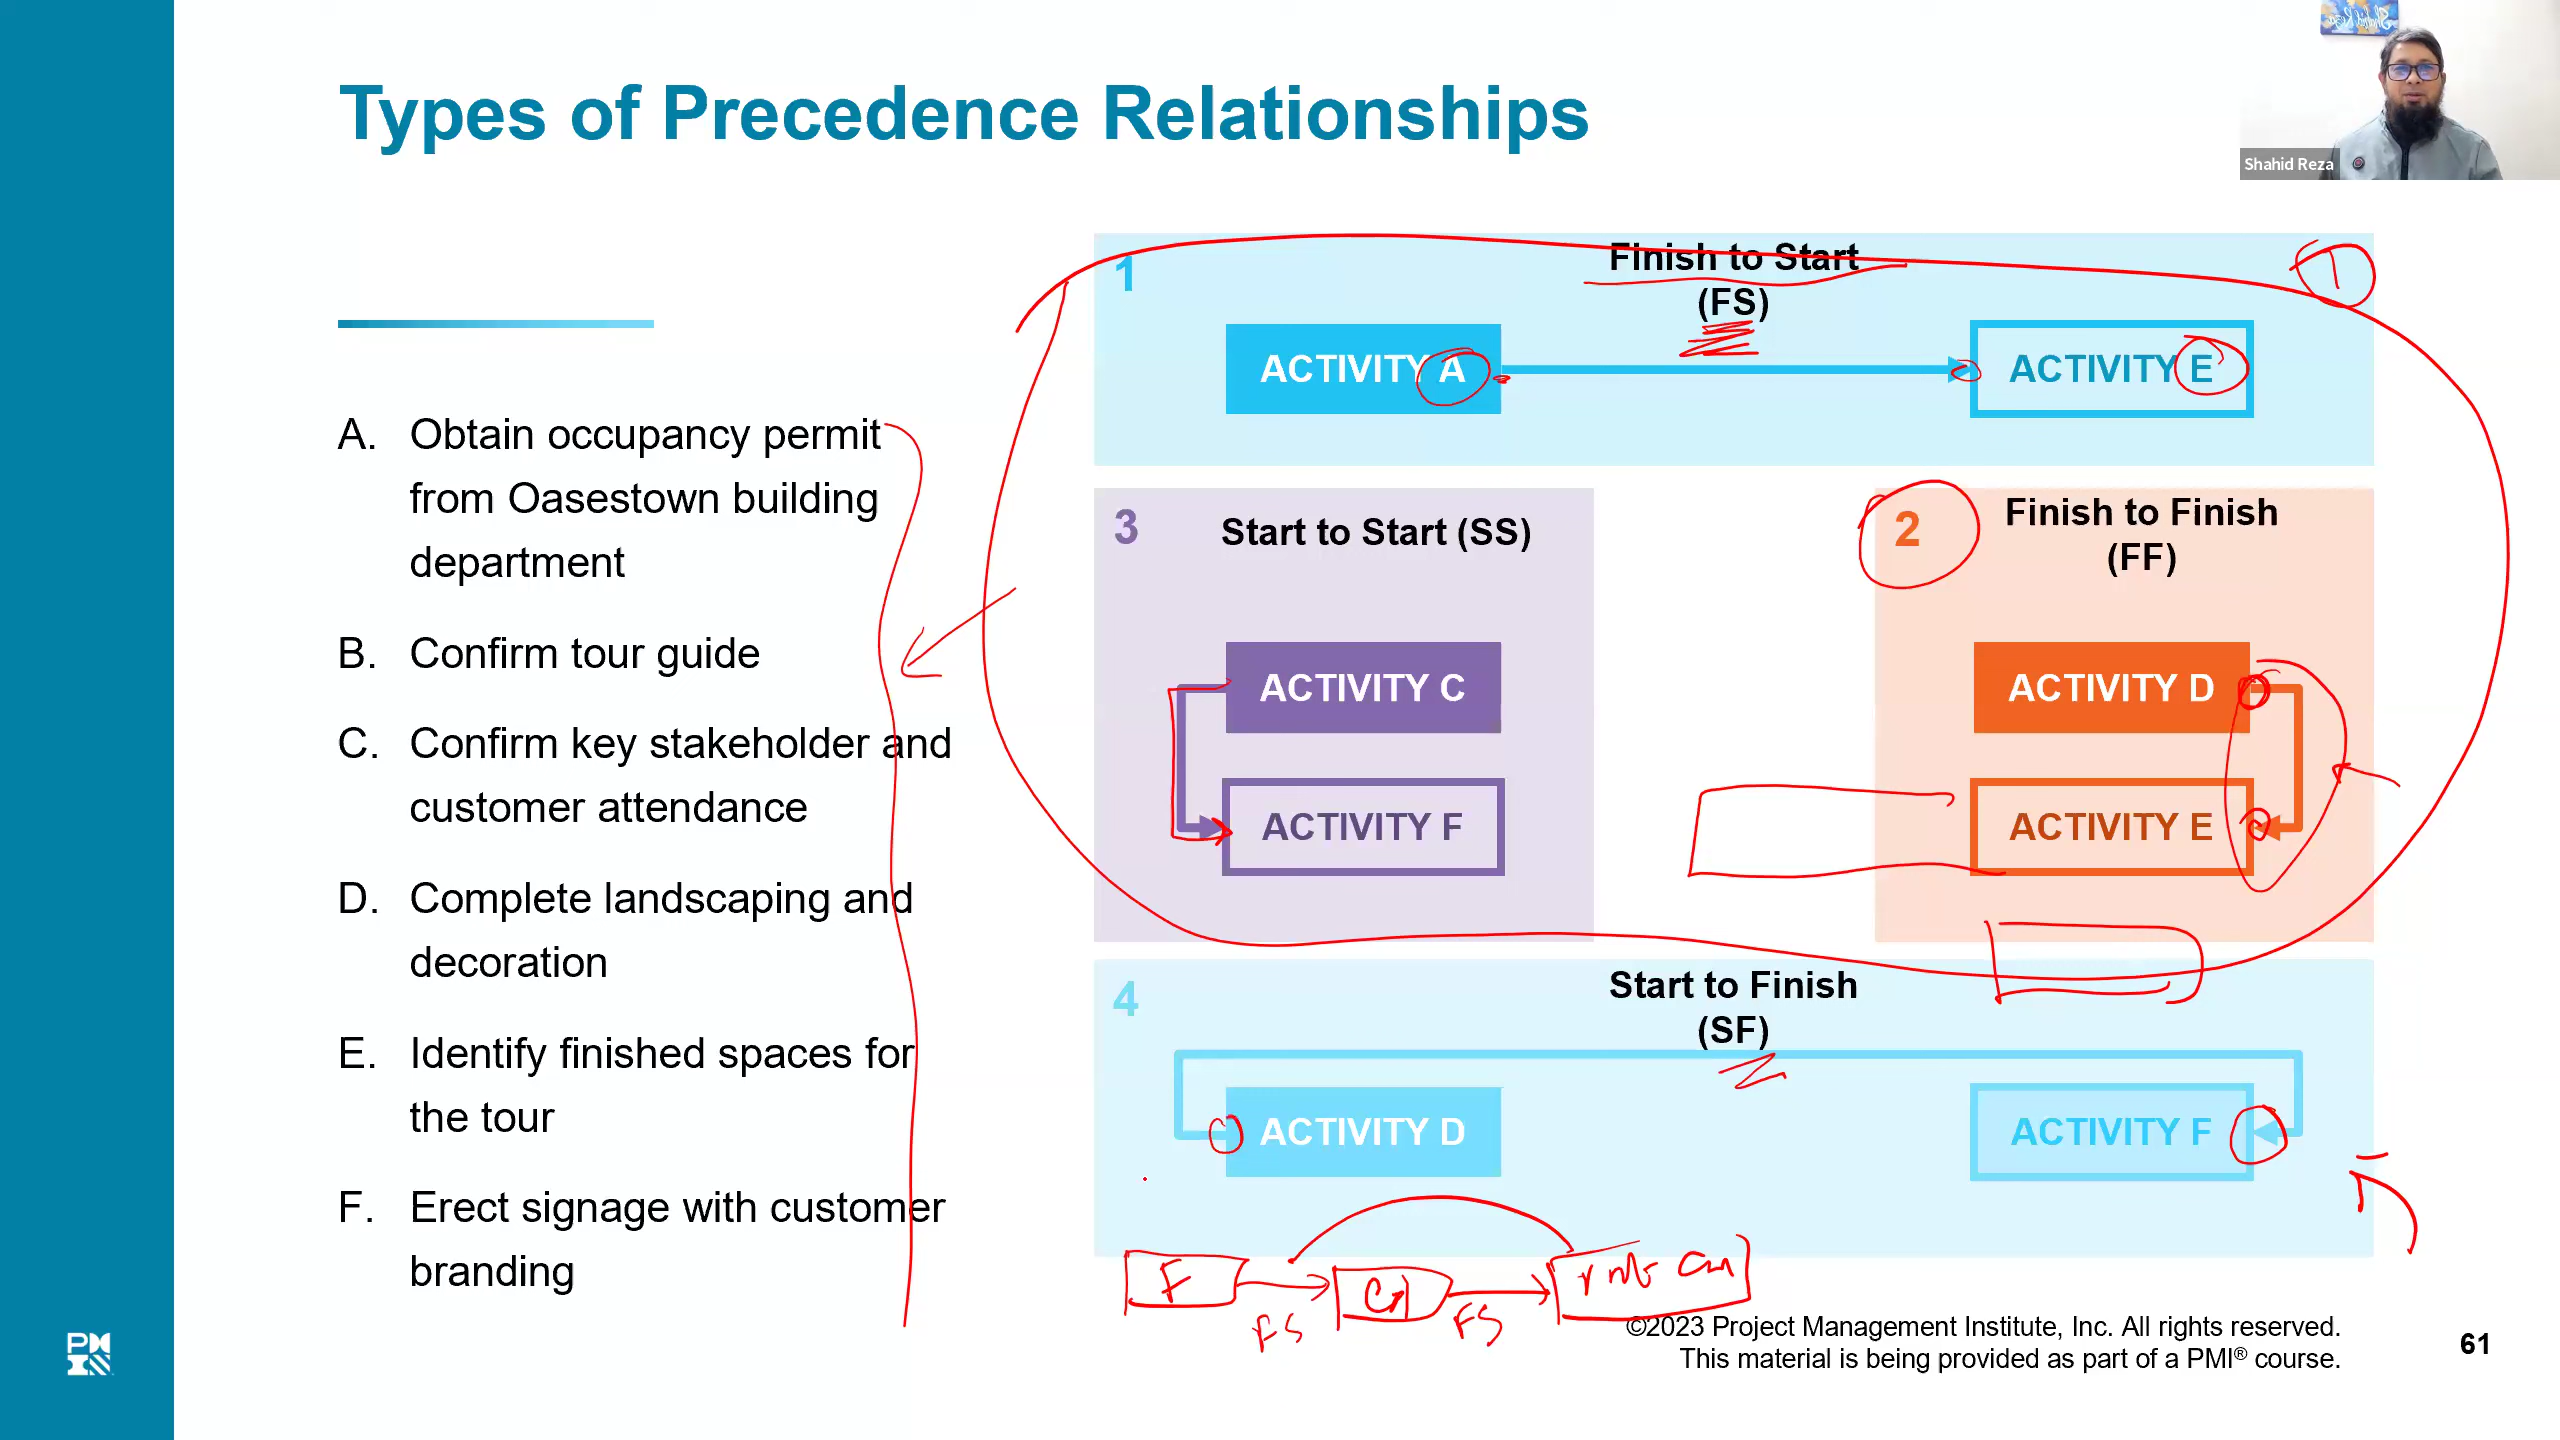 Types of Precedence Relationships
Shahid Reza
A. Obtain occupancy permit
from Oasestown building
department
B. Confirm tour guide
C. Confirm key stakeholder and
customer attendance
D. Complete landscaping and
decoration
E. Identify finished spaces for
the tour
F. Erect signage with customer
branding
1
Finish to Start
(FS)
1
ACTIVITY A
ACTIVITY E
3
Start to Start (SS)
ACTIVITY C
ACTIVITY F
2
Finish to Finish
(FF)
ACTIVITY D
ACTIVITY E
4
Start to Finish
(SF)
ACTIVITY D
ACTIVITY F
F
FS
FS
©2023 Project Management Institute, Inc. All rights reserved.
This material is being provided as part of a PMI® course.
61